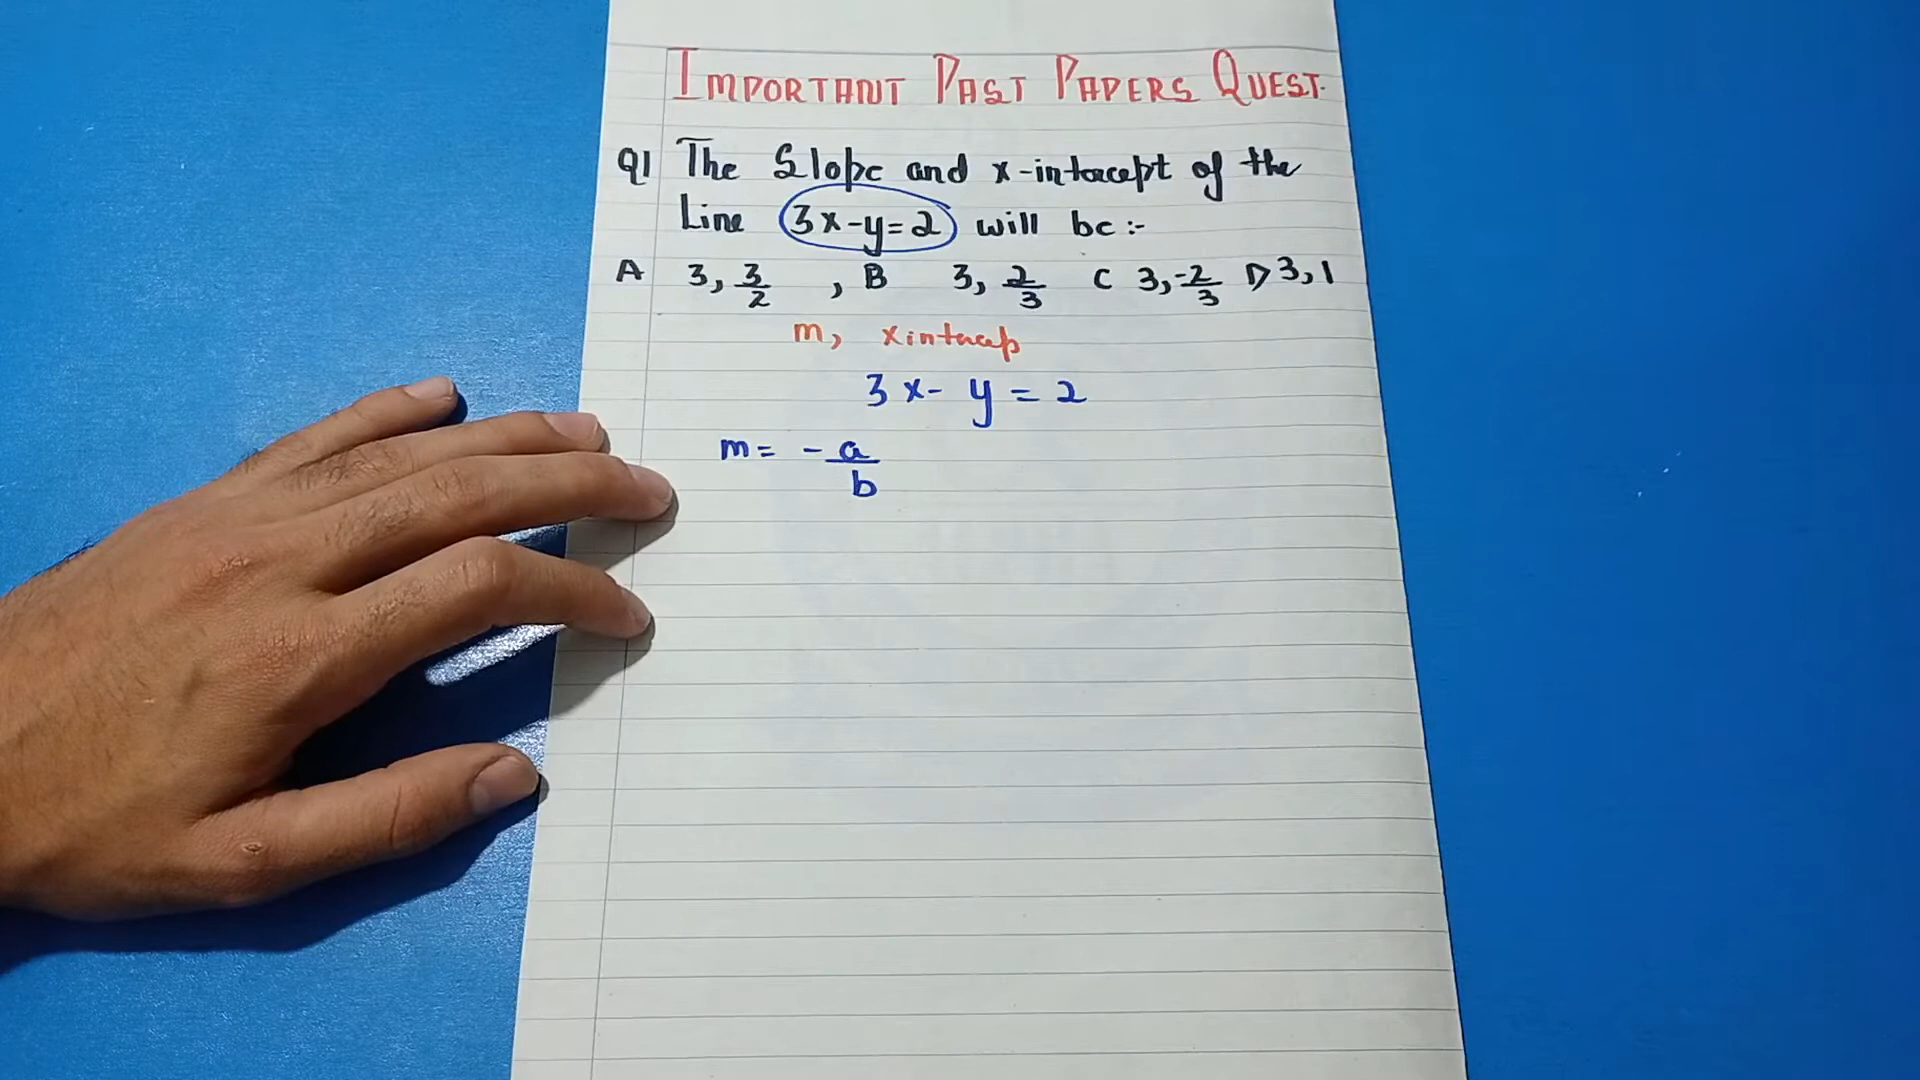 IMPORTANT PAST PAPERS QUEST.
Q1 The Slope and x-intercept of the
Line 3x-y=2 will be:-
A 3, 3/2 , B 3, 2/3 C 3, -2/3 D 3, 1
m, x intercep
3x - y = 2
m = - a/b